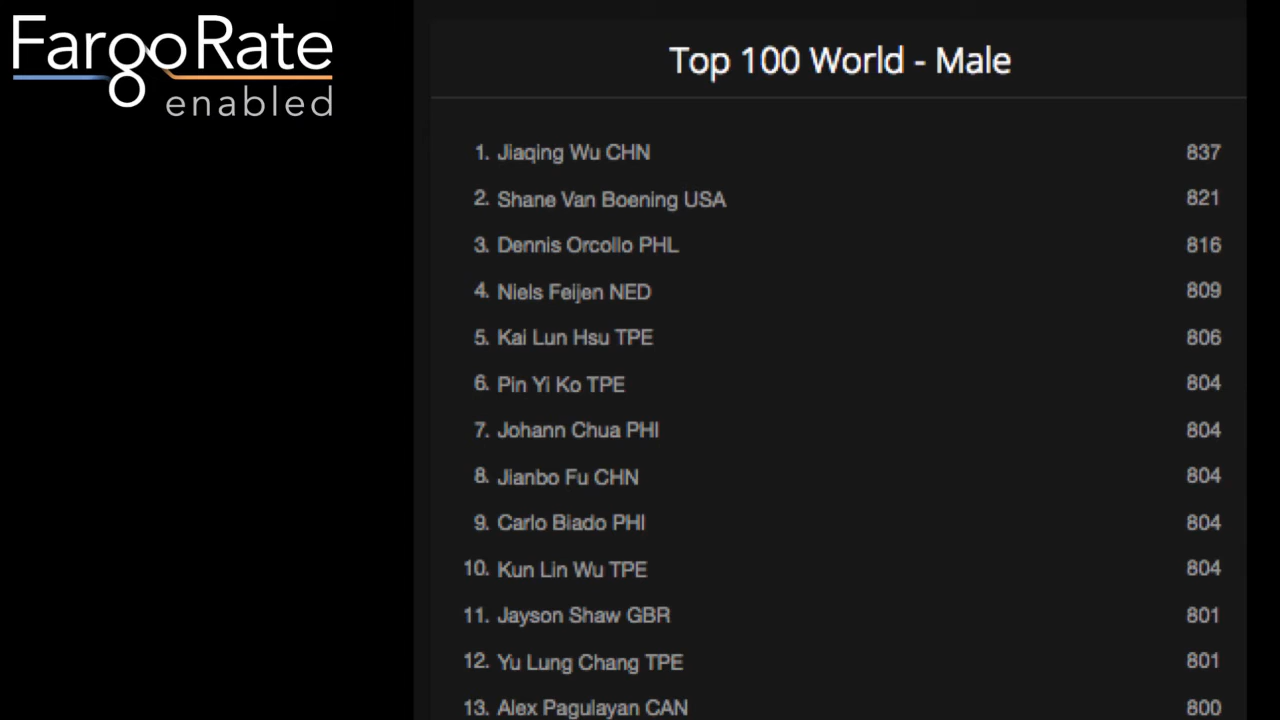 FargoRate
enabled
Top 100 World - Male
1. Jiaqing Wu CHN 837
2. Shane Van Boening USA 821
3. Dennis Orcollo PHL 816
4. Niels Feijen NED 809
5. Kai Lun Hsu TPE 806
6. Pin Yi Ko TPE 804
7. Johann Chua PHI 804
8. Jianbo Fu CHN 804
9. Carlo Biado PHI 804
10. Kun Lin Wu TPE 804
11. Jayson Shaw GBR 801
12. Yu Lung Chang TPE 801
13. Alex Pagulayan CAN 800